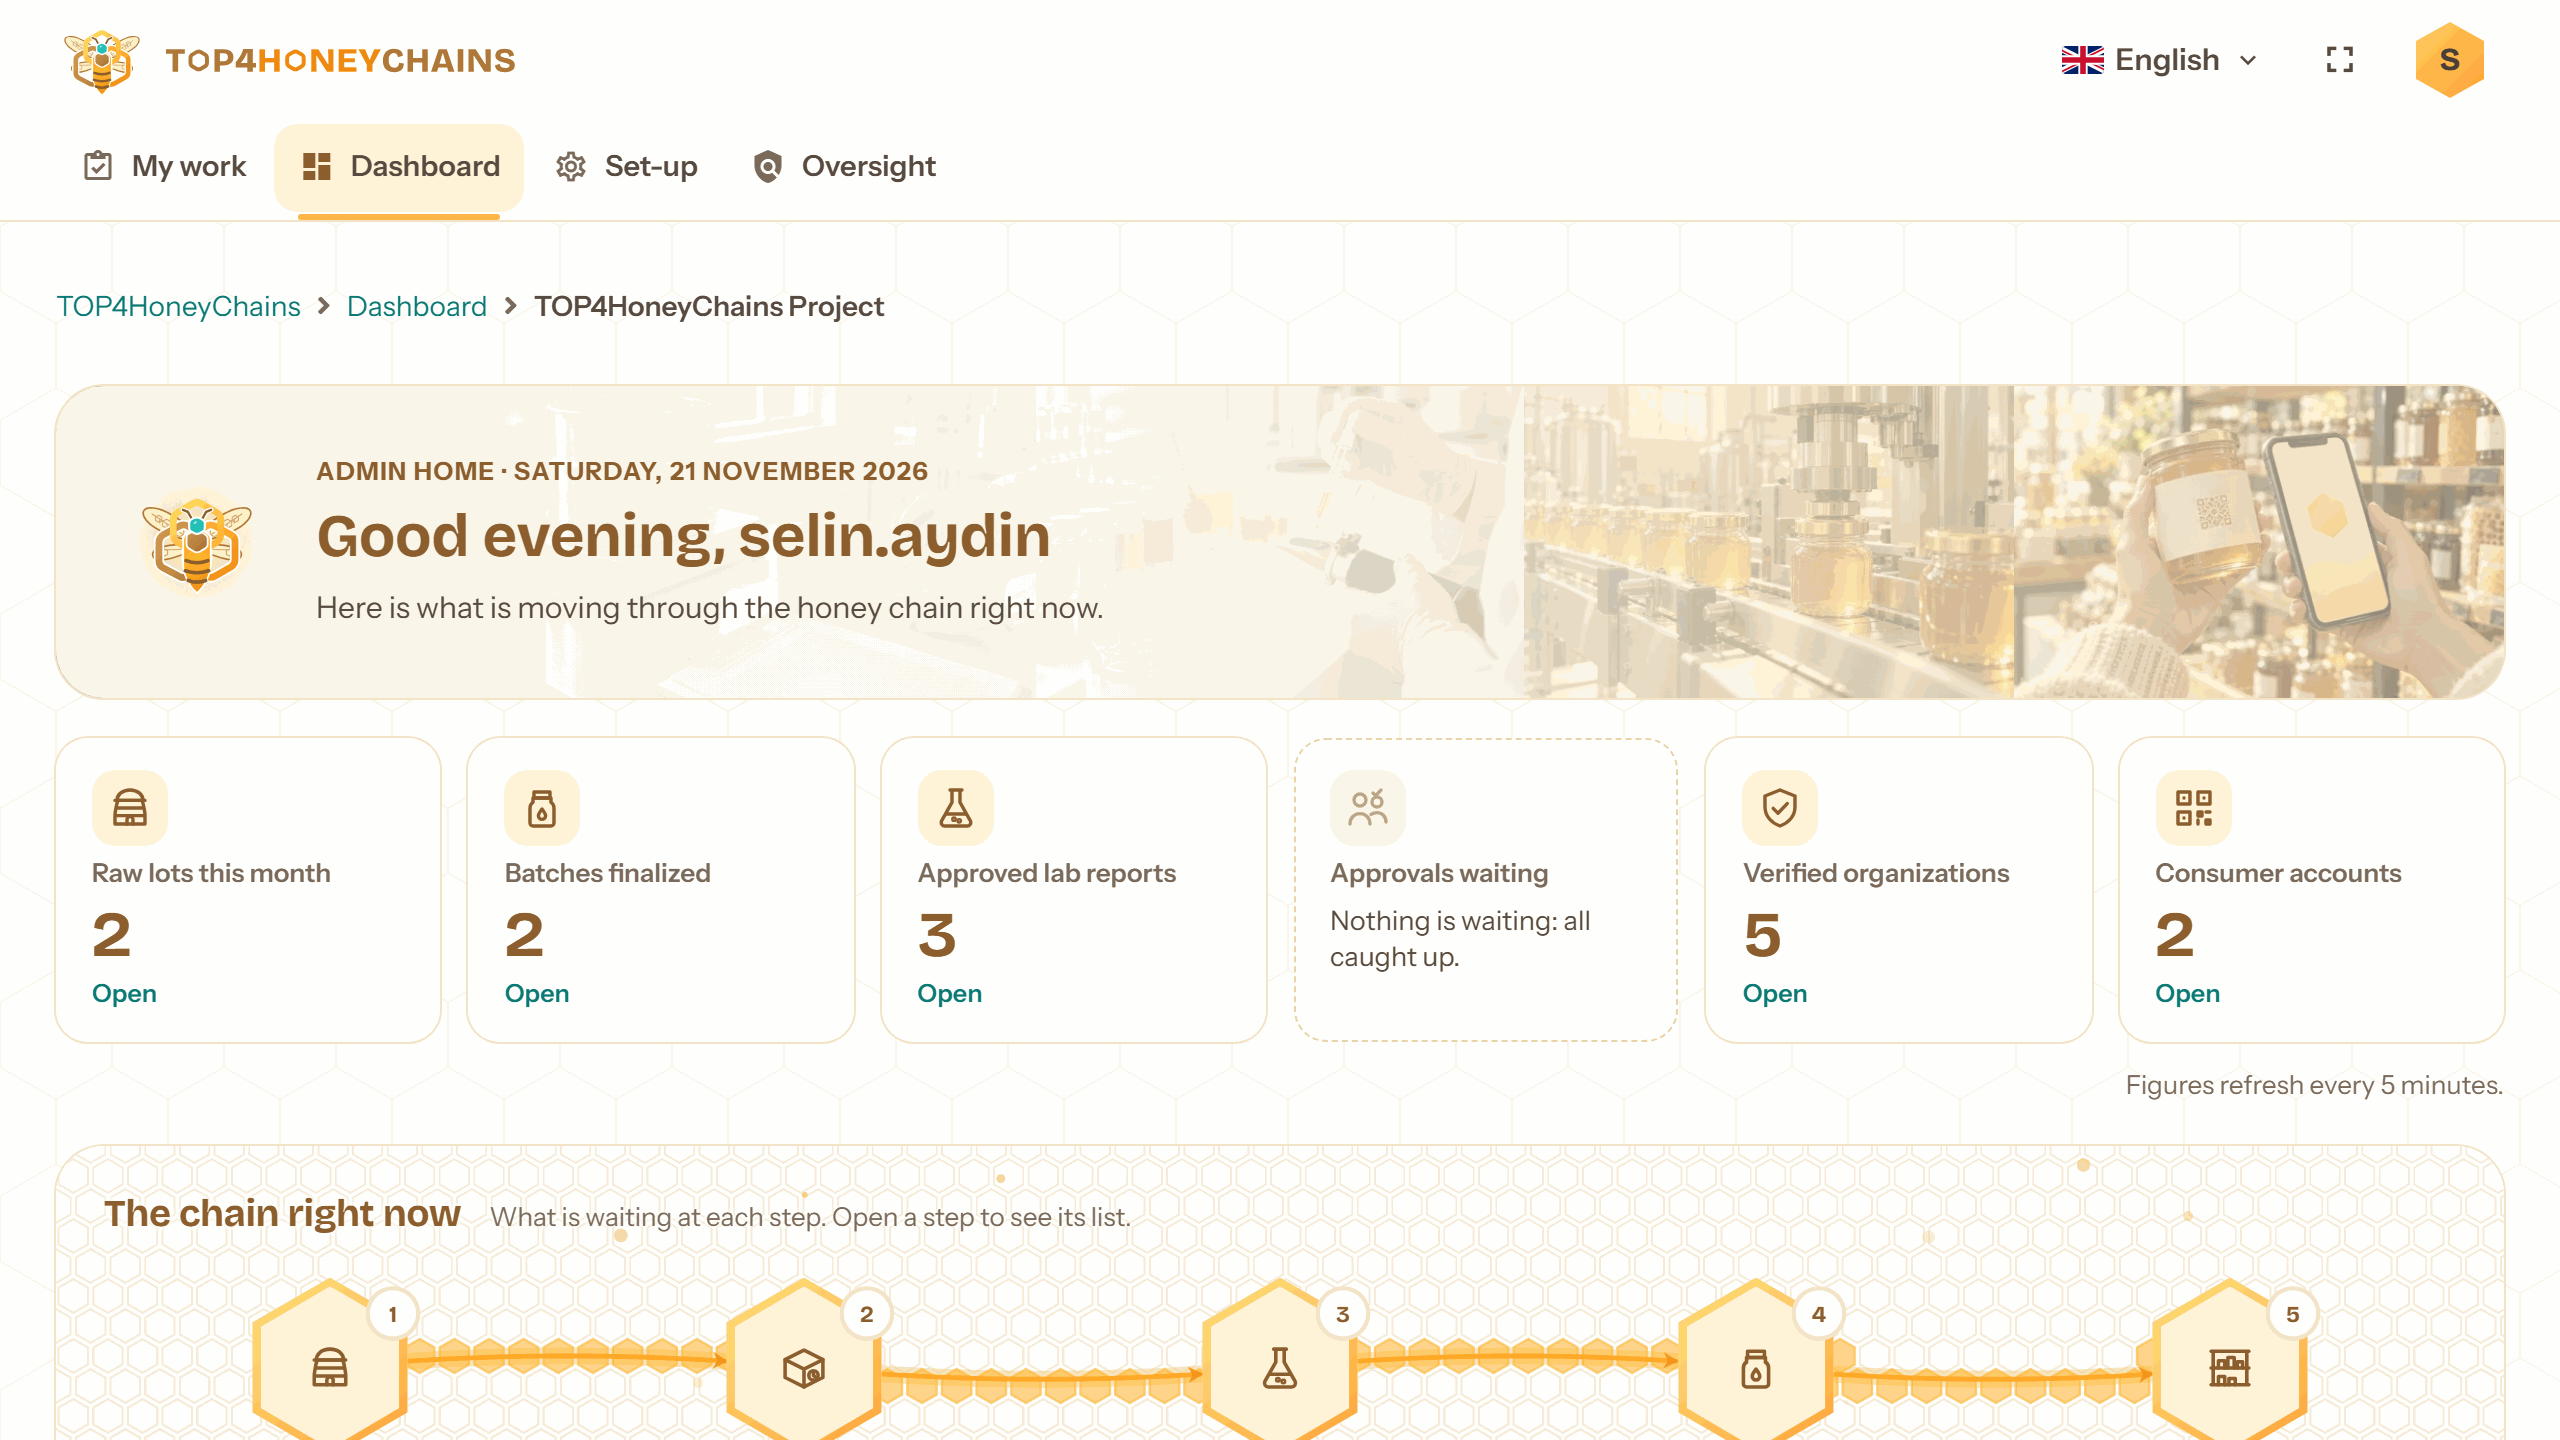 TOP4HONEYCHAINS
English
S
My work
Dashboard
Set-up
Oversight
TOP4HoneyChains > Dashboard > TOP4HoneyChains Project
ADMIN HOME · SATURDAY, 21 NOVEMBER 2026
Good evening, selin.aydin
Here is what is moving through the honey chain right now.
Raw lots this month
2
Open
Batches finalized
2
Open
Approved lab reports
3
Open
Approvals waiting
Nothing is waiting: all
caught up.
Verified organizations
5
Open
Consumer accounts
2
Open
Figures refresh every 5 minutes.
The chain right now
What is waiting at each step. Open a step to see its list.
1
2
3
4
5